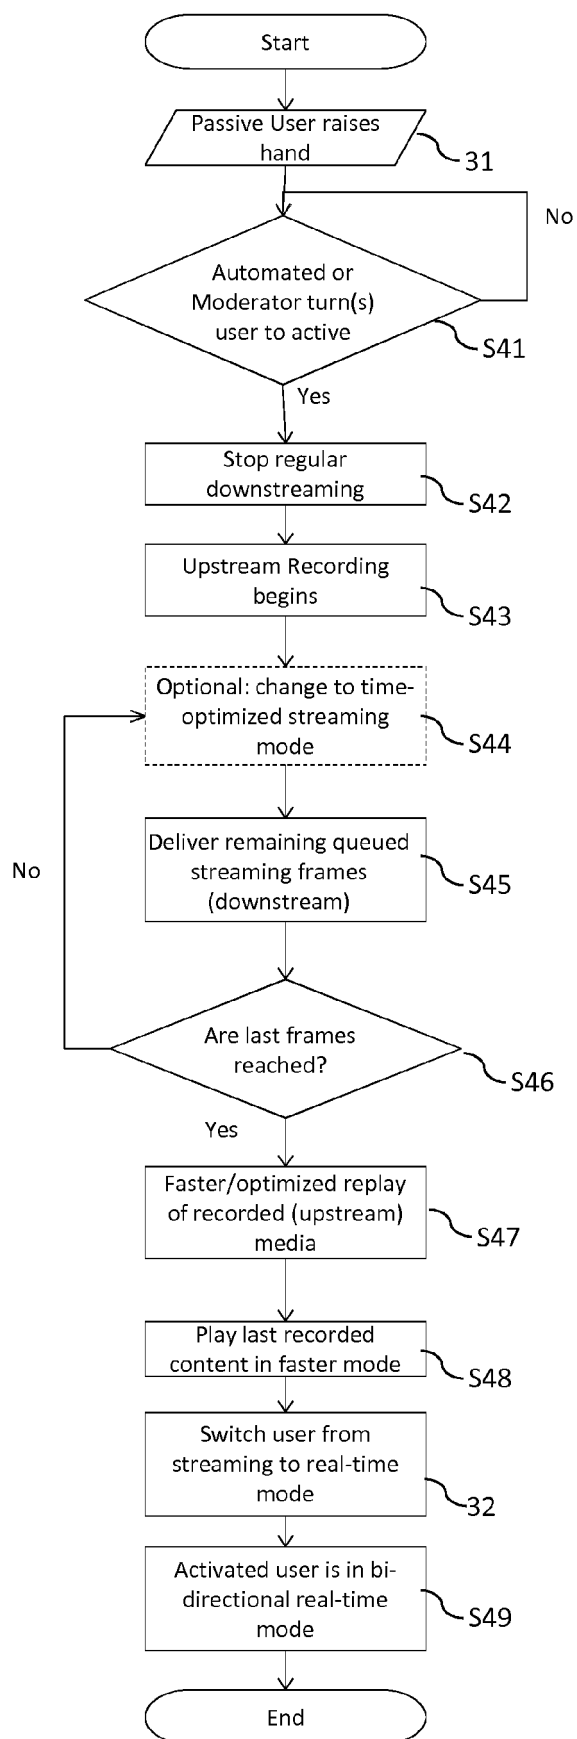 Start
Passive User raises
hand
31
No
Automated or
Moderator turn(s)
user to active
S41
Yes
Stop regular
downstreaming
S42
Upstream Recording
begins
S43
Optional: change to time-
optimized streaming
mode
S44
Deliver remaining queued
streaming frames
(downstream)
S45
No
Are last frames
reached?
S46
Yes
Faster/optimized replay
of recorded (upstream)
media
S47
Play last recorded
content in faster mode
S48
Switch user from
streaming to real-time
mode
32
Activated user is in bi-
directional real-time
mode
S49
End